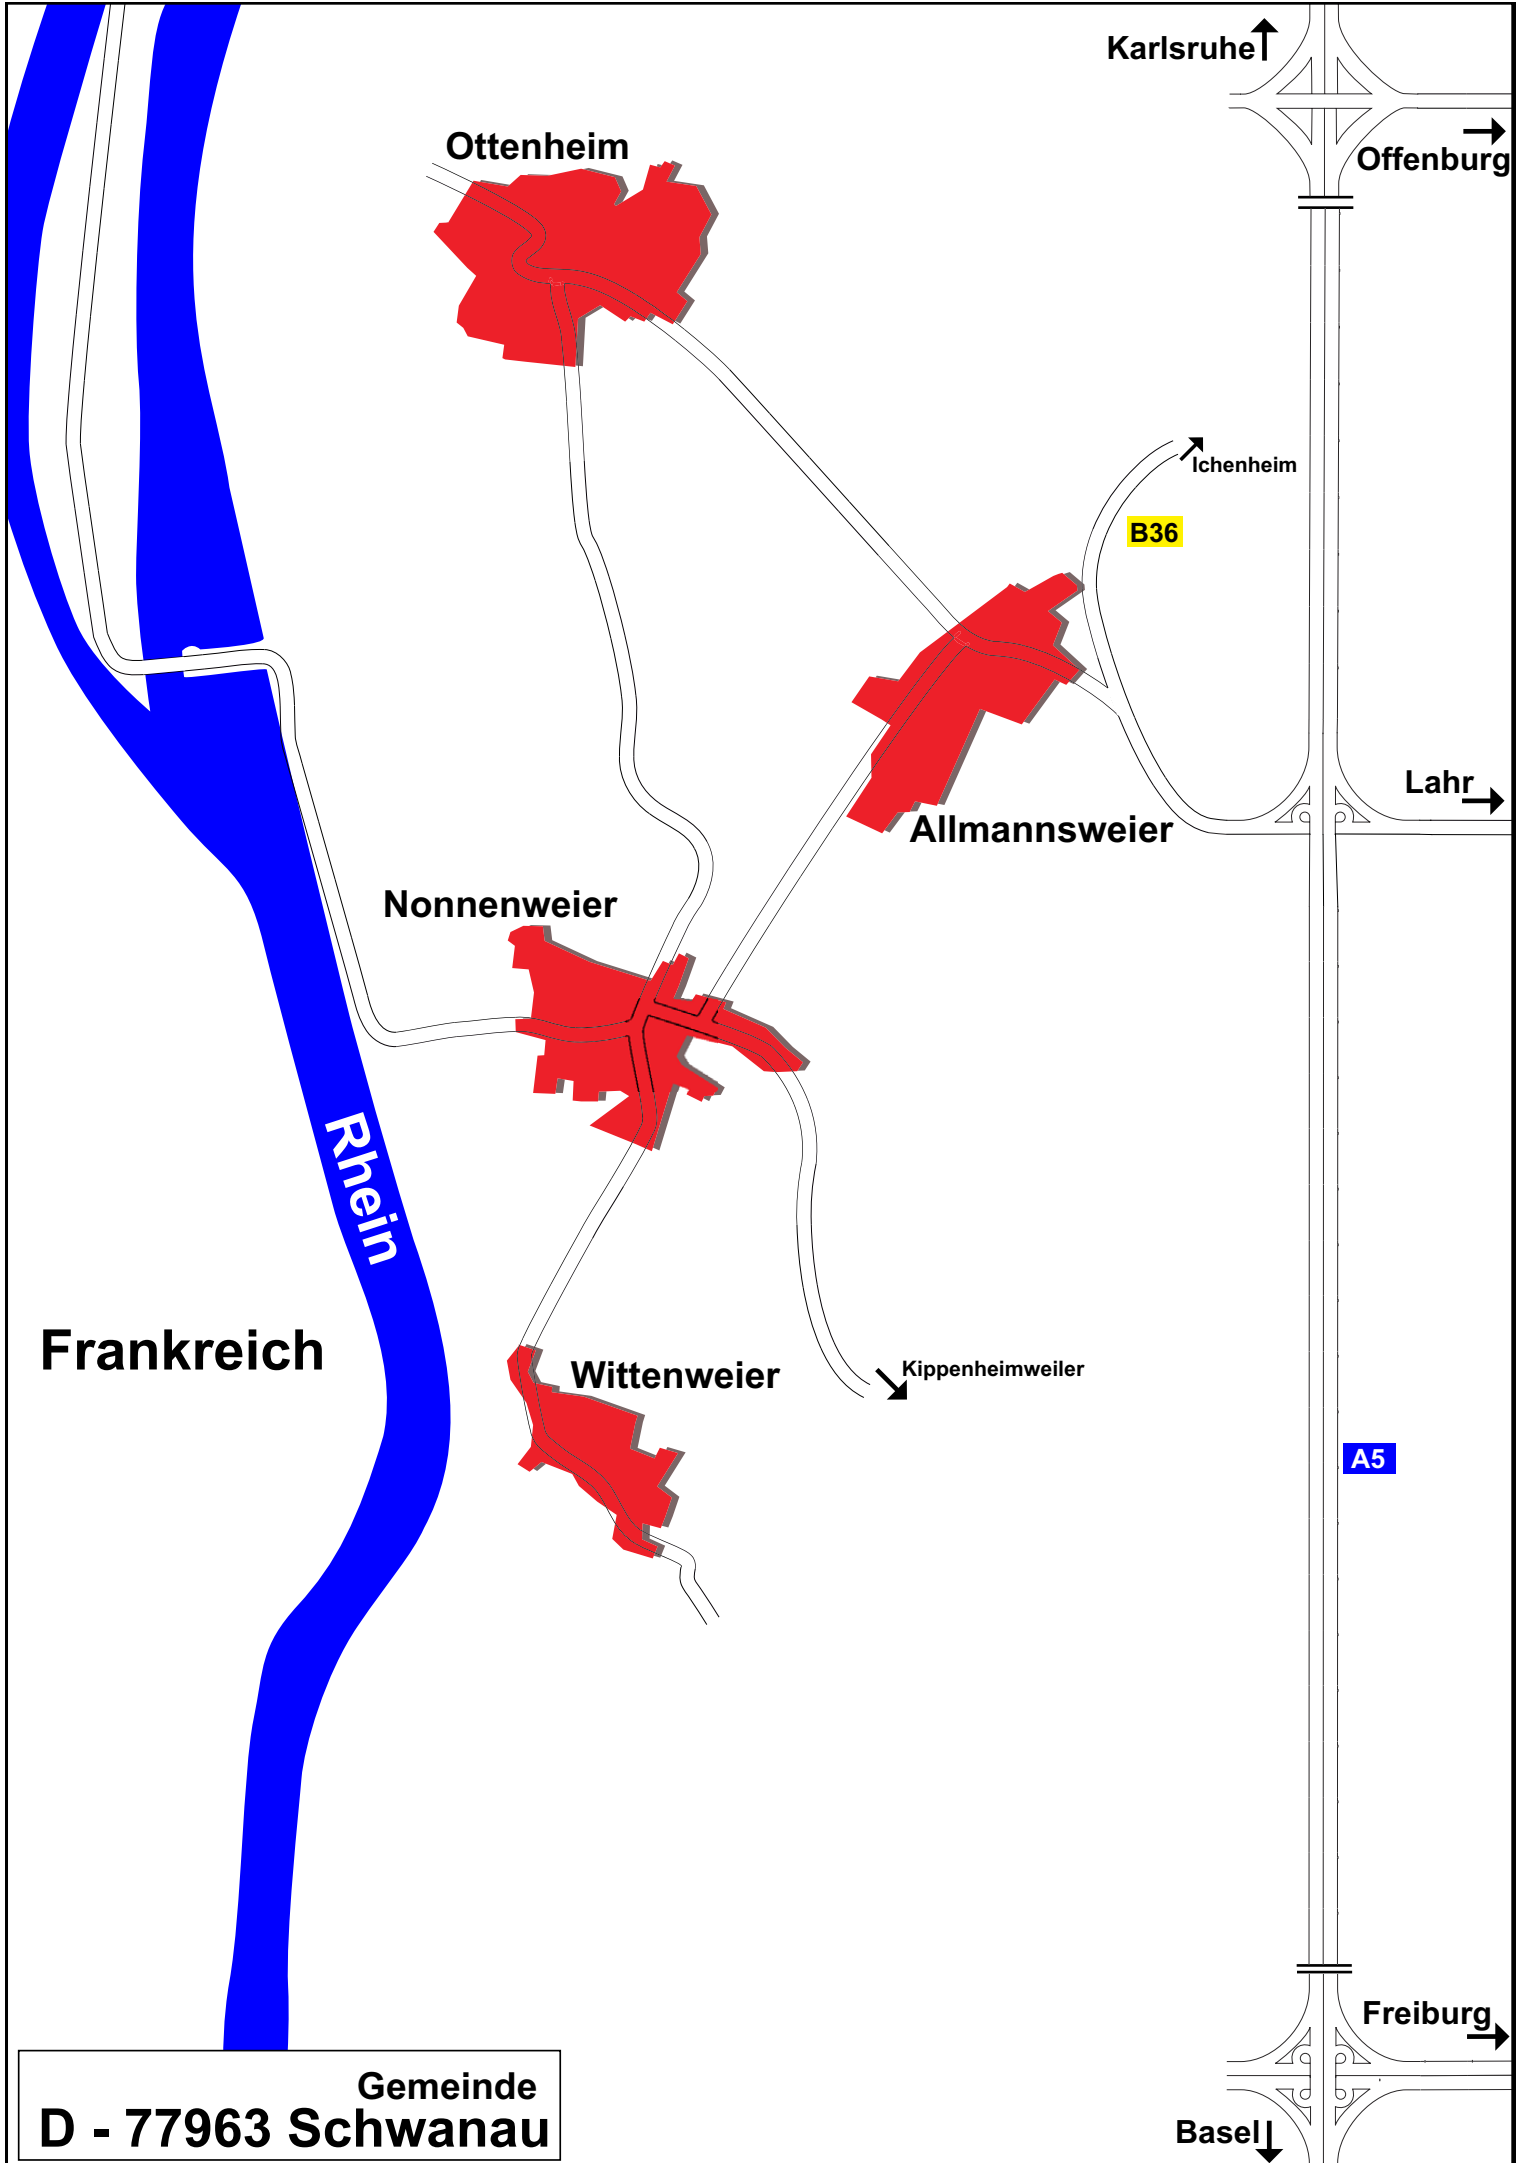 Karlsruhe
Ottenheim
Offenburg
Ichenheim
B36
Lahr
Allmannsweier
Nonnenweier
Rhein
Frankreich
Wittenweier
Kippenheimweiler
A5
Freiburg
Gemeinde
D - 77963 Schwanau
Basel